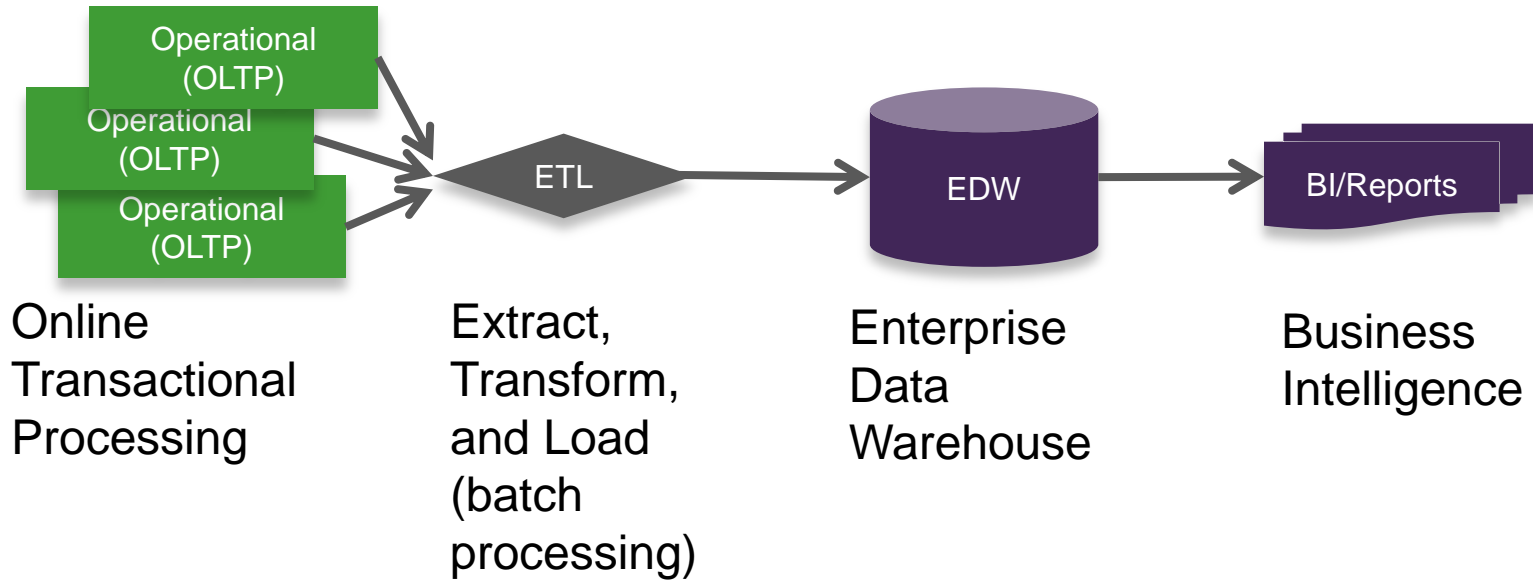 Operational
(OLTP)
Operational
(OLTP)
Operational
(OLTP)
ETL
EDW
BI/Reports
Online
Transactional
Processing
Extract,
Transform,
and Load
(batch
processing)
Enterprise
Data
Warehouse
Business
Intelligence